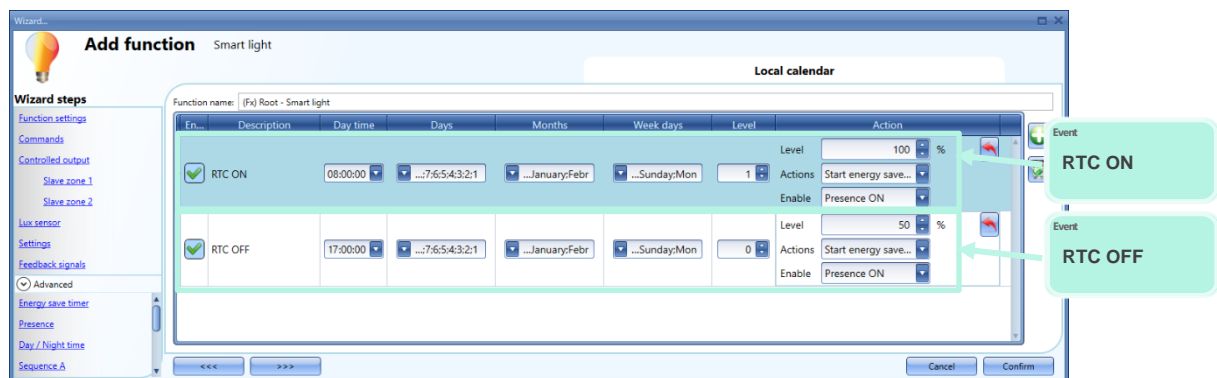 Wizard...
Add function Smart light
Local calendar
Wizard steps
Function name: (Fx) Root - Smart light
Function settings
Commands
Controlled output
Slave zone 1
Slave zone 2
Lux sensor
Settings
Feedback signals
Advanced
Energy save timer
Presence
Day / Night time
Sequence A
En... Description Day time Days Months Week days Level Action
Level 100 %
RTC ON 08:00:00 ...;7;6;5;4;3;2;1 ...January;Febr ...Sunday;Mon 1 Actions Start energy save...
Enable Presence ON
Level 50 %
RTC OFF 17:00:00 ...;7;6;5;4;3;2;1 ...January;Febr ...Sunday;Mon 0 Actions Start energy save...
Enable Presence ON
Event
RTC ON
Event
RTC OFF
<<< >>> Cancel Confirm